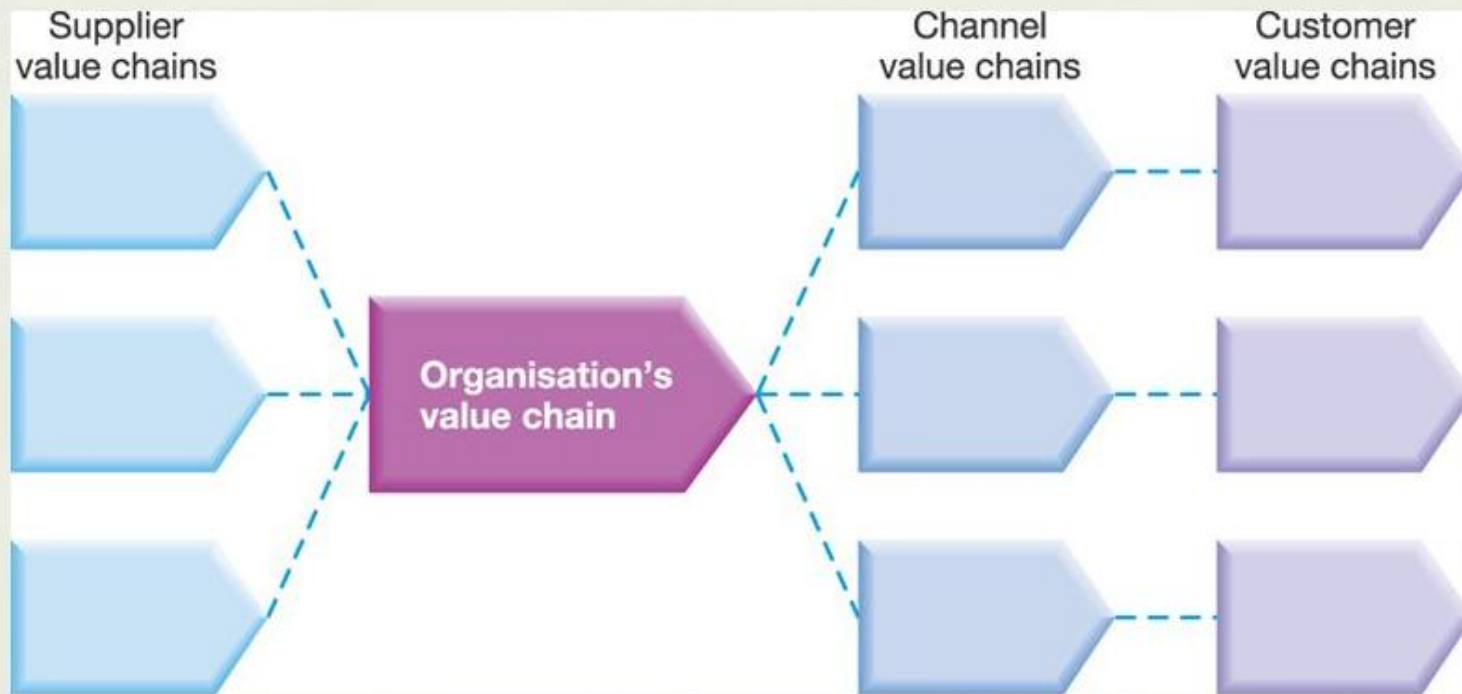 Supplier
value chains
Channel
value chains
Customer
value chains
Organisation's
value chain